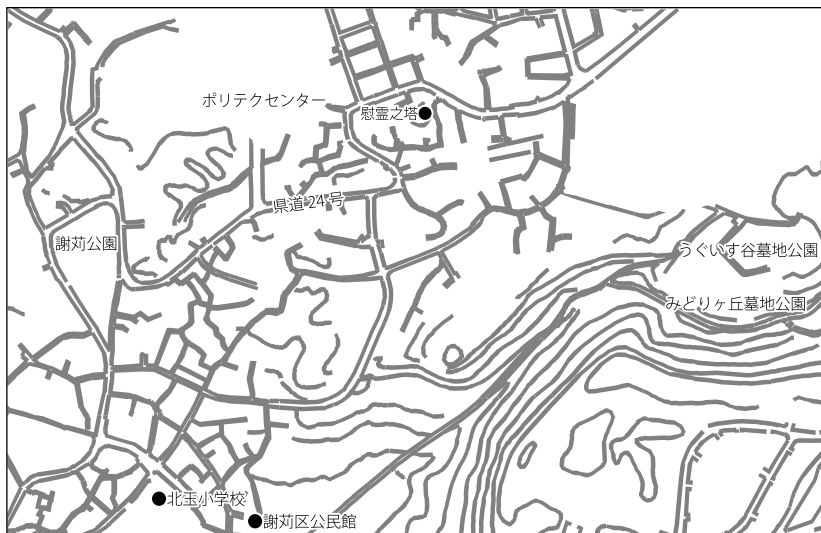 ポリテクセンター
慰霊之塔
県道24号
謝苅公園
うぐいす谷墓地公園
みどりヶ丘墓地公園
北玉小学校
謝苅区公民館